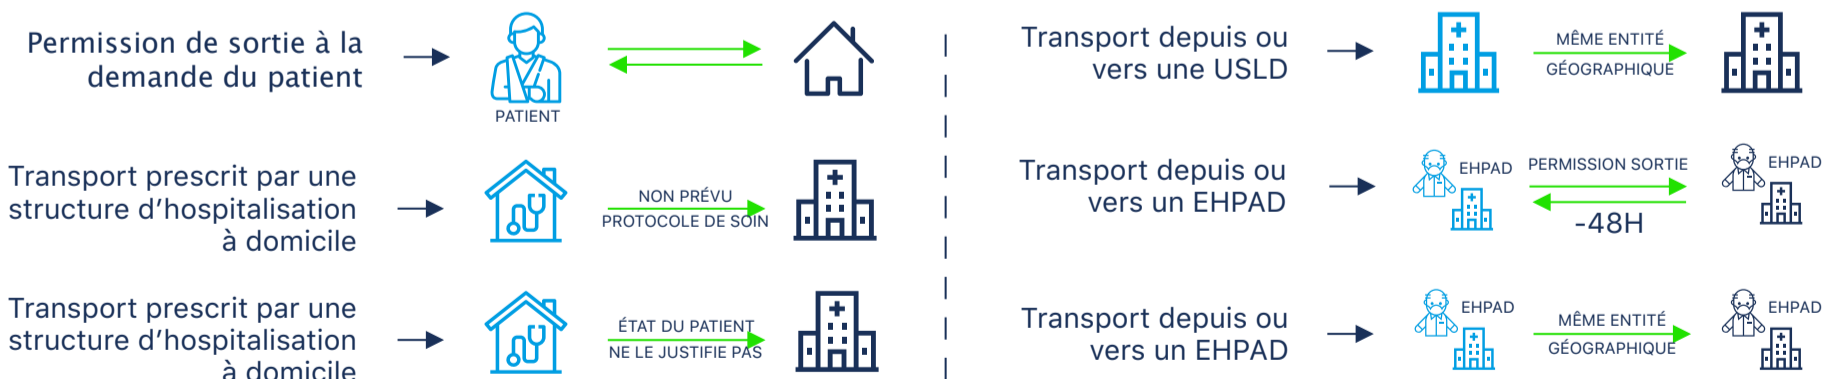 Permission de sortie à la
demande du patient
PATIENT
Transport prescrit par une
structure d'hospitalisation
à domicile
NON PRÉVU
PROTOCOLE DE SOIN
Transport prescrit par une
structure d'hospitalisation
à domicile
ÉTAT DU PATIENT
NE LE JUSTIFIE PAS
Transport depuis ou
vers une USLD
MÊME ENTITÉ
GÉOGRAPHIQUE
Transport depuis ou
vers un EHPAD
EHPAD
PERMISSION SORTIE
-48H
EHPAD
Transport depuis ou
vers un EHPAD
EHPAD
MÊME ENTITÉ
GÉOGRAPHIQUE
EHPAD